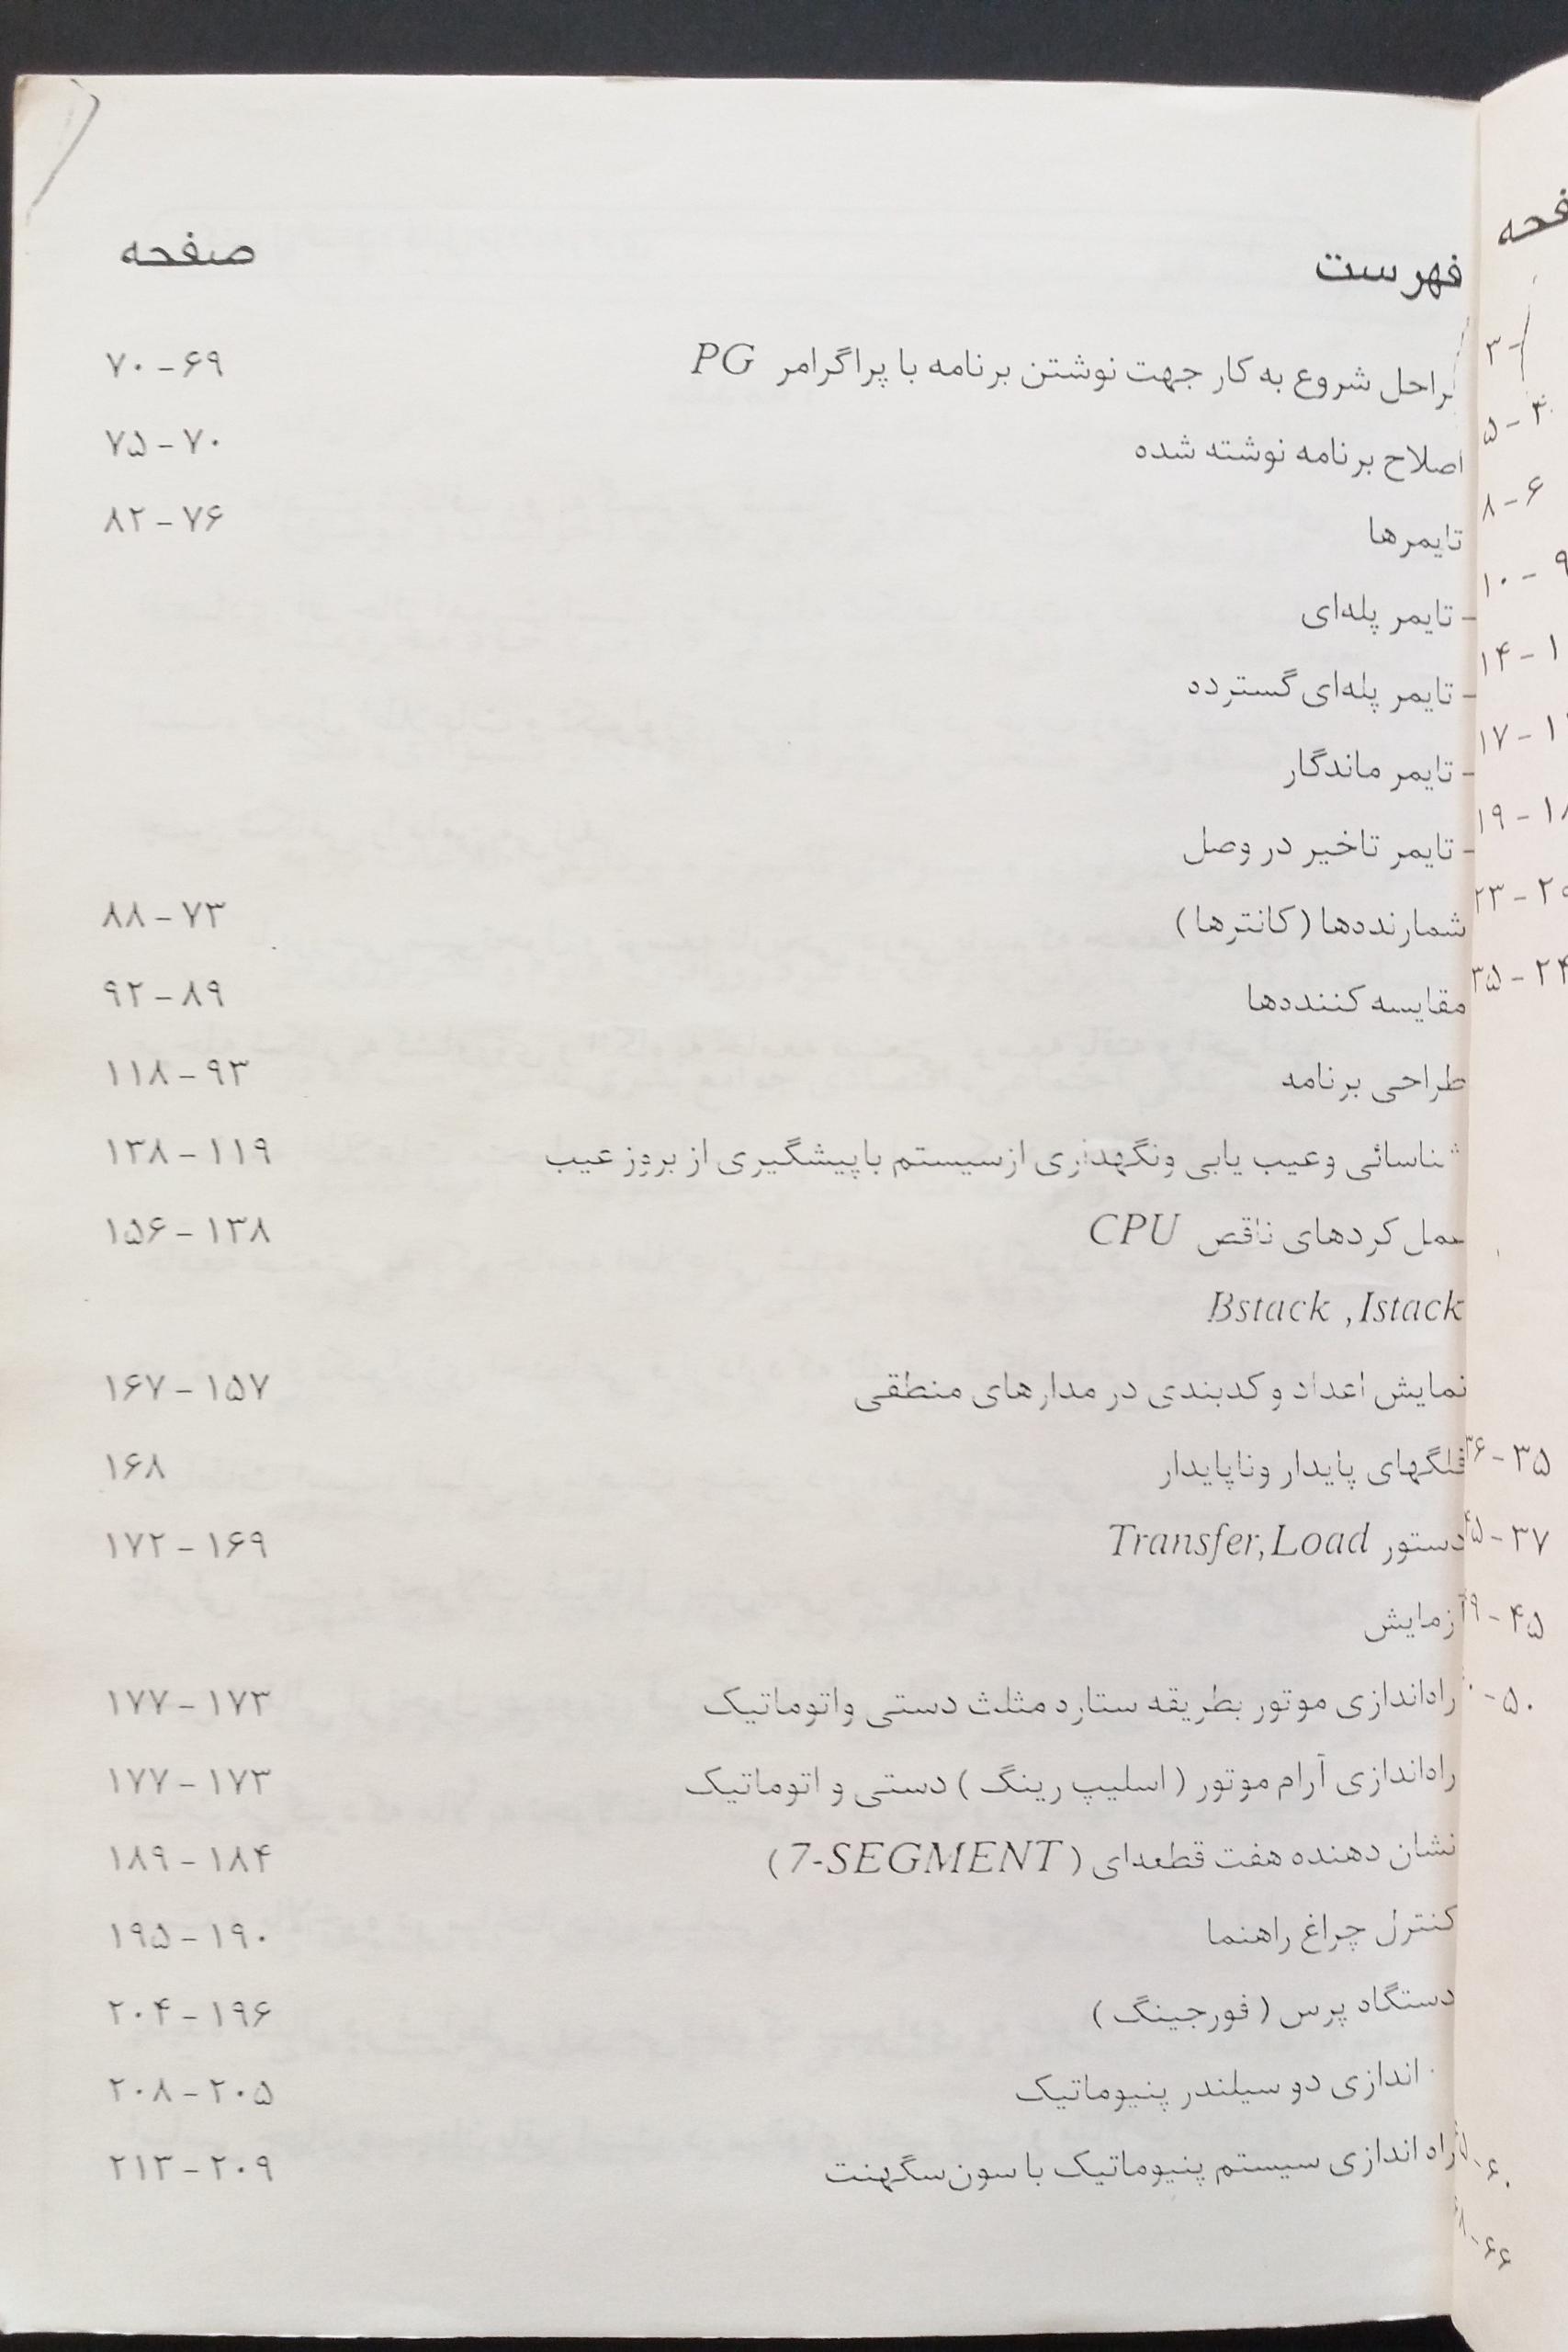 فهرست صفحه
مراحل شروع به کار جهت نوشتن برنامه با پراگرامر PG ۶۹ - ۷۰
اصلاح برنامه نوشته شده ۷۰ - ۷۵
تایمرها ۷۶ - ۸۲
- تایمر پله‌ای
- تایمر پله‌ای گسترده
- تایمر ماندگار
- تایمر تاخیر در وصل
شمارنده‌ها (کانترها) ۷۳ - ۸۸
مقایسه کننده‌ها ۸۹ - ۹۲
طراحی برنامه ۹۳ - ۱۱۸
شناسائی و عیب یابی ونگهداری ازسیستم باپیشگیری از بروز عیب ۱۱۹ - ۱۳۸
عمل کردهای ناقص CPU ۱۳۸ - ۱۵۶
Bstack , Istack
نمایش اعداد و کدبندی در مدارهای منطقی ۱۵۷ - ۱۶۷
فلگهای پایدار وناپایدار ۱۶۸
دستور Transfer, Load ۱۶۹ - ۱۷۲
آزمایش
راه‌اندازی موتور بطریقه ستاره مثلث دستی واتوماتیک ۱۷۳ - ۱۷۷
راه‌اندازی آرام موتور (اسلیپ رینگ) دستی و اتوماتیک ۱۷۳ - ۱۷۷
نشان دهنده هفت قطعه‌ای (7-SEGMENT) ۱۸۴ - ۱۸۹
کنترل چراغ راهنما ۱۹۰ - ۱۹۵
دستگاه پرس (فورجینگ) ۱۹۶ - ۲۰۴
اندازی دو سیلندر پنیوماتیک ۲۰۵ - ۲۰۸
راه اندازی سیستم پنیوماتیک با سون‌سگمنت ۲۰۹ - ۲۱۳